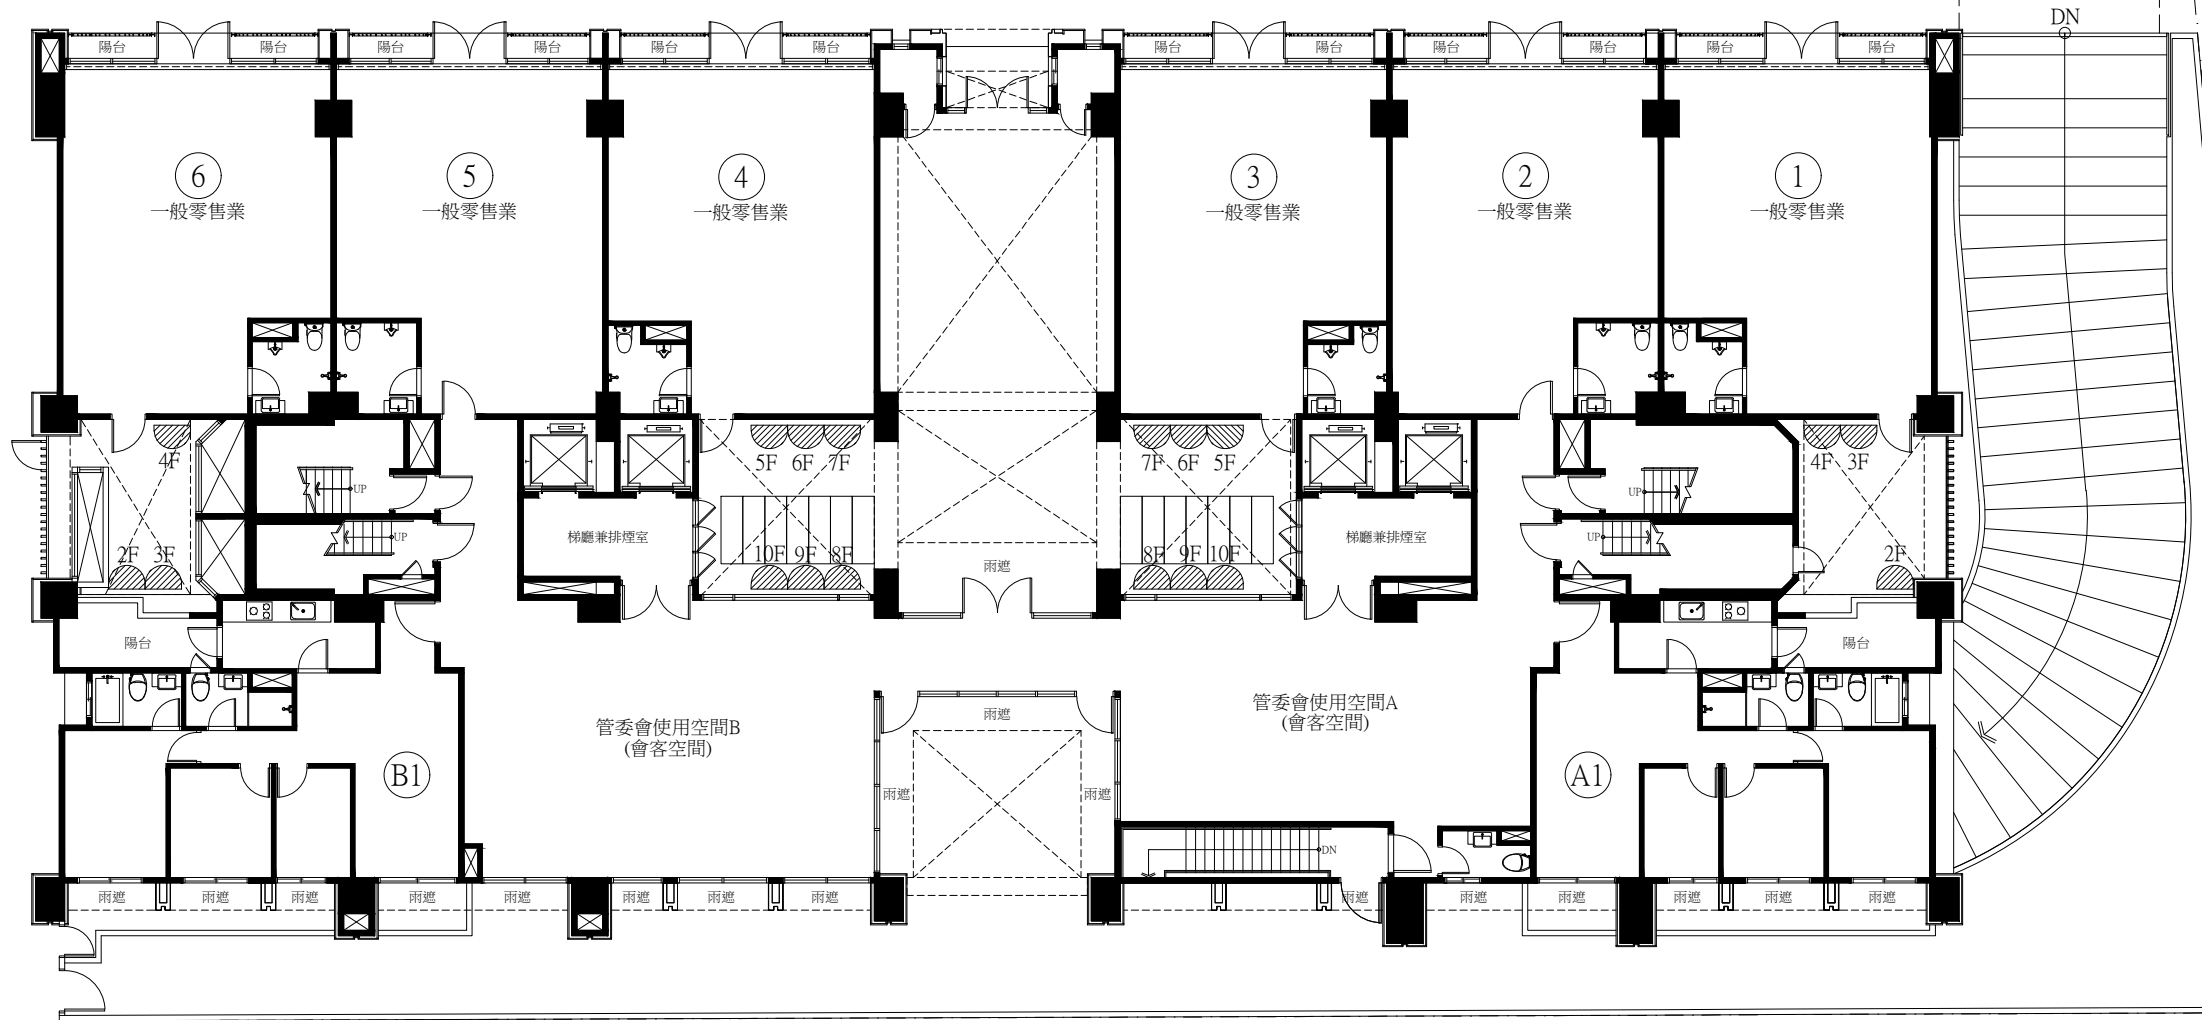 DN
陽台 陽台 陽台 陽台 陽台 陽台 陽台 陽台 陽台 陽台 陽台 陽台
6 5 4 3 2 1
一般零售業 一般零售業 一般零售業 一般零售業 一般零售業 一般零售業
4F 5F 6F 7F 7F 6F 5F 4F 3F
UP UP
UP 梯廳兼排煙室 梯廳兼排煙室 UP
2F 3F 10F 9F 8F 雨遮 8F 9F 10F 2F
陽台 陽台
管委會使用空間B 雨遮 管委會使用空間A
(會客空間) (會客空間)
B1 A1
雨遮 雨遮
DN
雨遮 雨遮 雨遮 雨遮 雨遮 雨遮 雨遮 雨遮 雨遮 雨遮 雨遮 雨遮 雨遮 雨遮